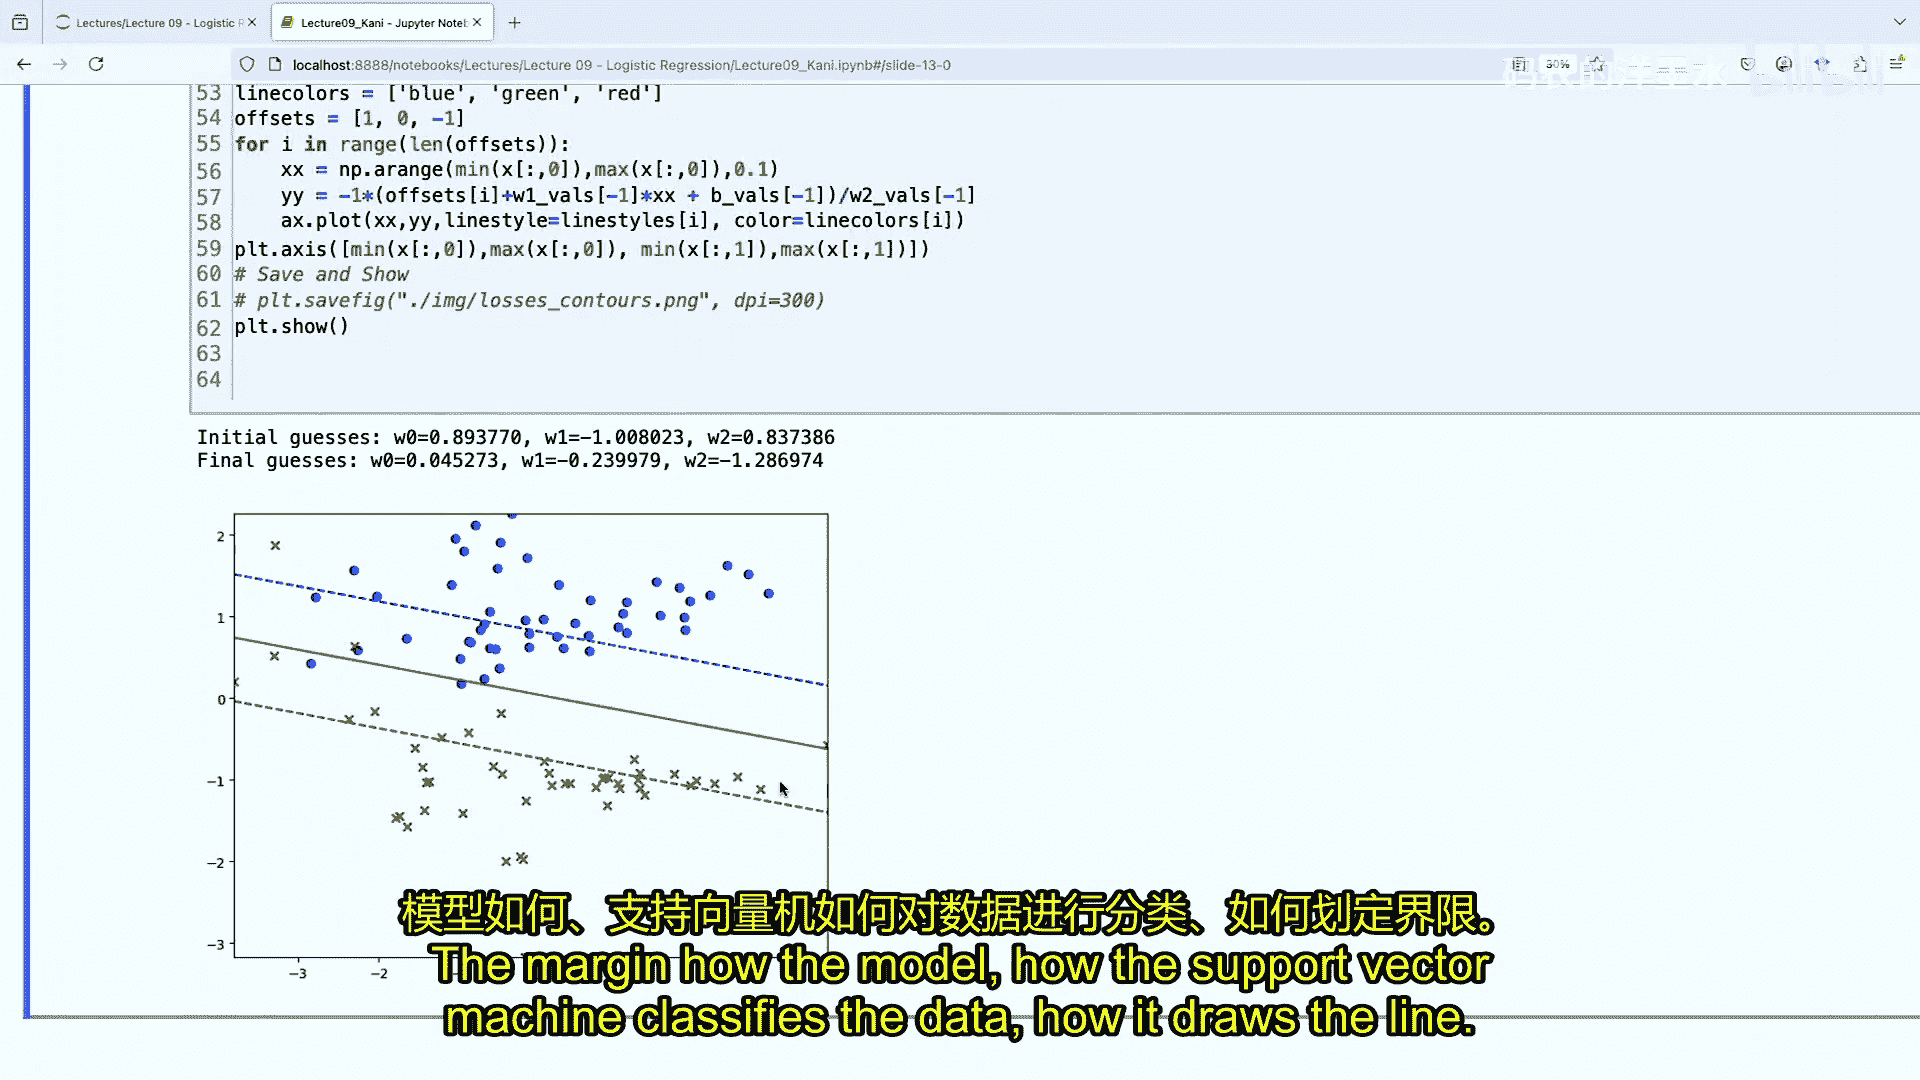 Lectures/Lecture 09 - Logistic R
Lecture09_Kani - Jupyter Noteb
localhost:8888/notebooks/Lectures/Lecture 09 - Logistic Regression/Lecture09_Kani.ipynb#/slide-13-0
53 linecolors = ['blue', 'green', 'red']
54 offsets = [1, 0, -1]
55 for i in range(len(offsets)):
56 xx = np.arange(min(x[:,0]),max(x[:,0]),0.1)
57 yy = -1*(offsets[i]+w1_vals[-1]*xx + b_vals[-1])/w2_vals[-1]
58 ax.plot(xx,yy,linestyle=linestyles[i], color=linecolors[i])
59 plt.axis([min(x[:,0]),max(x[:,0]), min(x[:,1]),max(x[:,1])])
60 # Save and Show
61 # plt.savefig("./img/losses_contours.png", dpi=300)
62 plt.show()
63
64
Initial guesses: w0=0.893770, w1=-1.008023, w2=0.837386
Final guesses: w0=0.045273, w1=-0.239979, w2=-1.286974
2
1
0
-1
-2
-3
-3 -2
模型如何、支持向量机如何对数据进行分类、如何划定界限。
The margin how the model, how the support vector
machine classifies the data, how it draws the line.